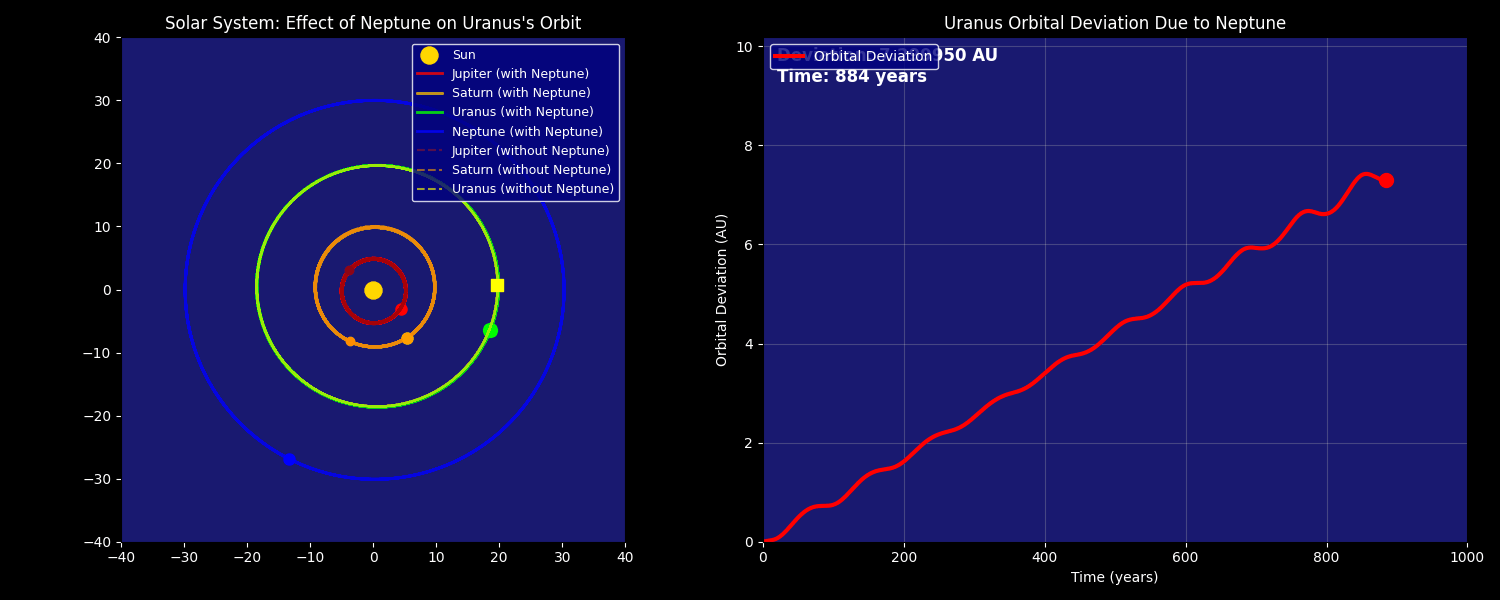 Solar System: Effect of Neptune on Uranus's Orbit
40
30
20
10
0
−10
−20
−30
−40
−40
−30
−20
−10
0
10
20
30
40
Sun
Jupiter (with Neptune)
Saturn (with Neptune)
Uranus (with Neptune)
Neptune (with Neptune)
Jupiter (without Neptune)
Saturn (without Neptune)
Uranus (without Neptune)
Uranus Orbital Deviation Due to Neptune
Orbital Deviation
Deviation: AU
Time: 884 years
Orbital Deviation (AU)
10
8
6
4
2
0
0
200
400
600
800
1000
Time (years)